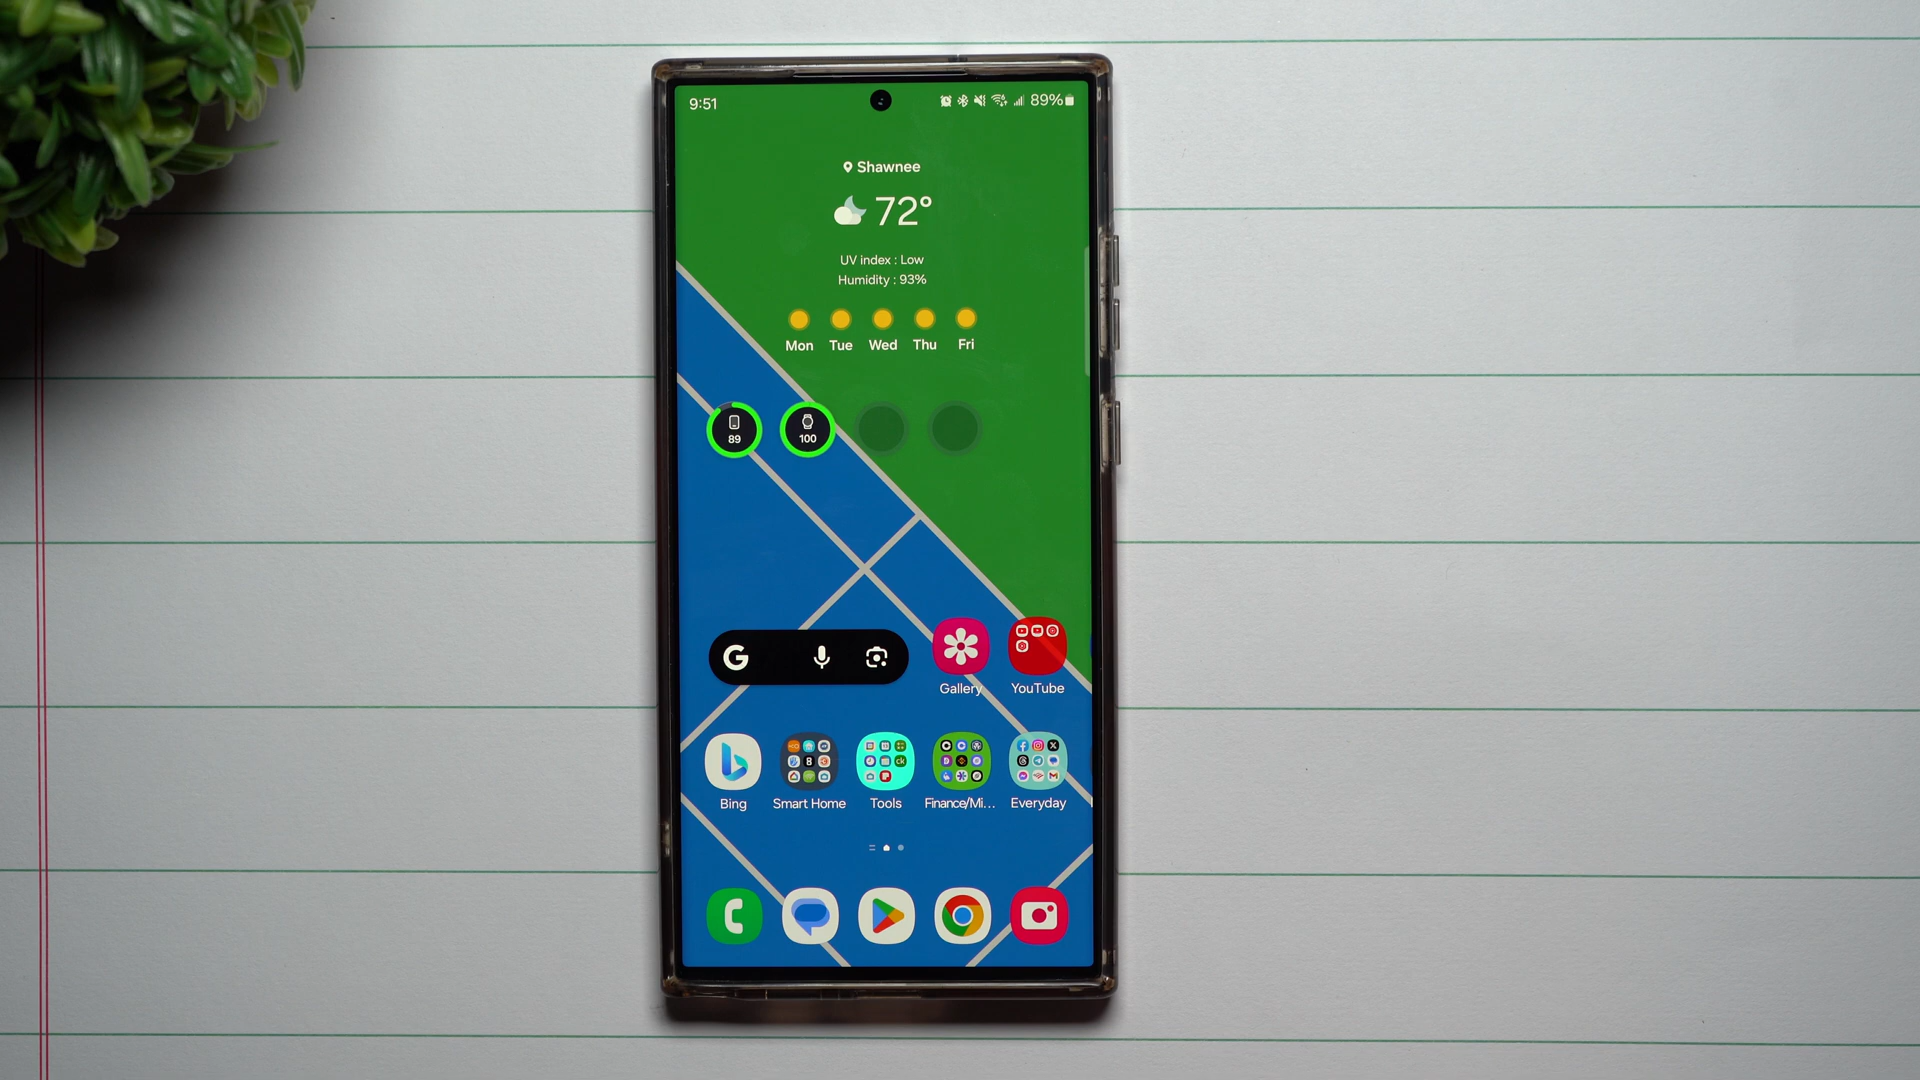 9:51 89%
Shawnee
72°
UV index : Low
Humidity : 93%
Mon Tue Wed Thu Fri
89 100
G
Gallery YouTube
Bing Smart Home Tools Finance/Mi... Everyday